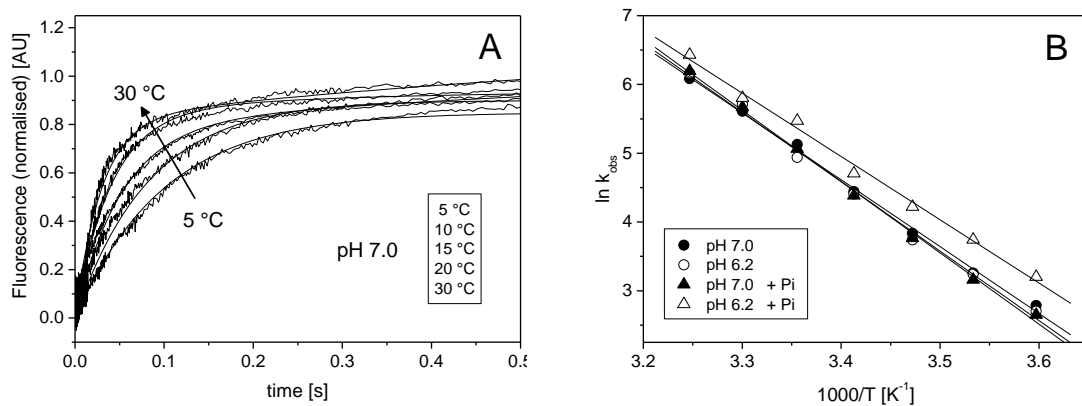 A
Fluorescence (normalised) [AU]
1.2
1.0
0.8
0.6
0.4
0.2
0.0
30 °C
5 °C
pH 7.0
5 °C
10 °C
15 °C
20 °C
30 °C
0.0 0.1 0.2 0.3 0.4 0.5
time [s]
B
ln k obs
7
6
5
4
3
pH 7.0
pH 6.2
pH 7.0 + Pi
pH 6.2 + Pi
3.2 3.3 3.4 3.5 3.6
1000/T [K⁻¹]